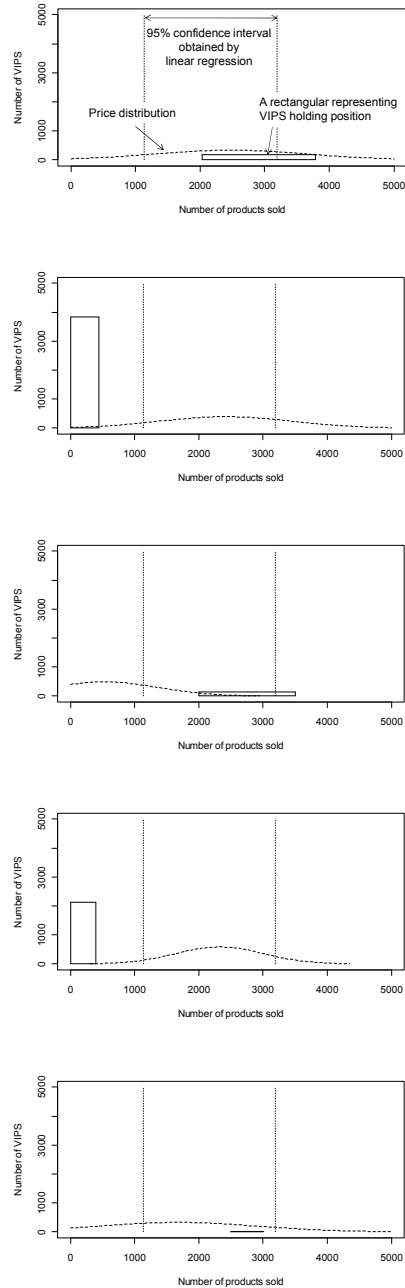 5000
95% confidence interval
obtained by
linear regression
Number of VIPS
3000
Price distribution
A rectangular representing
VIPS holding position
1000
0
0 1000 2000 3000 4000 5000
Number of products sold
5000
Number of VIPS
3000
1000
0
0 1000 2000 3000 4000 5000
Number of products sold
5000
Number of VIPS
3000
1000
0
0 1000 2000 3000 4000 5000
Number of products sold
5000
Number of VIPS
3000
1000
0
0 1000 2000 3000 4000 5000
Number of products sold
5000
Number of VIPS
3000
1000
0
0 1000 2000 3000 4000 5000
Number of products sold